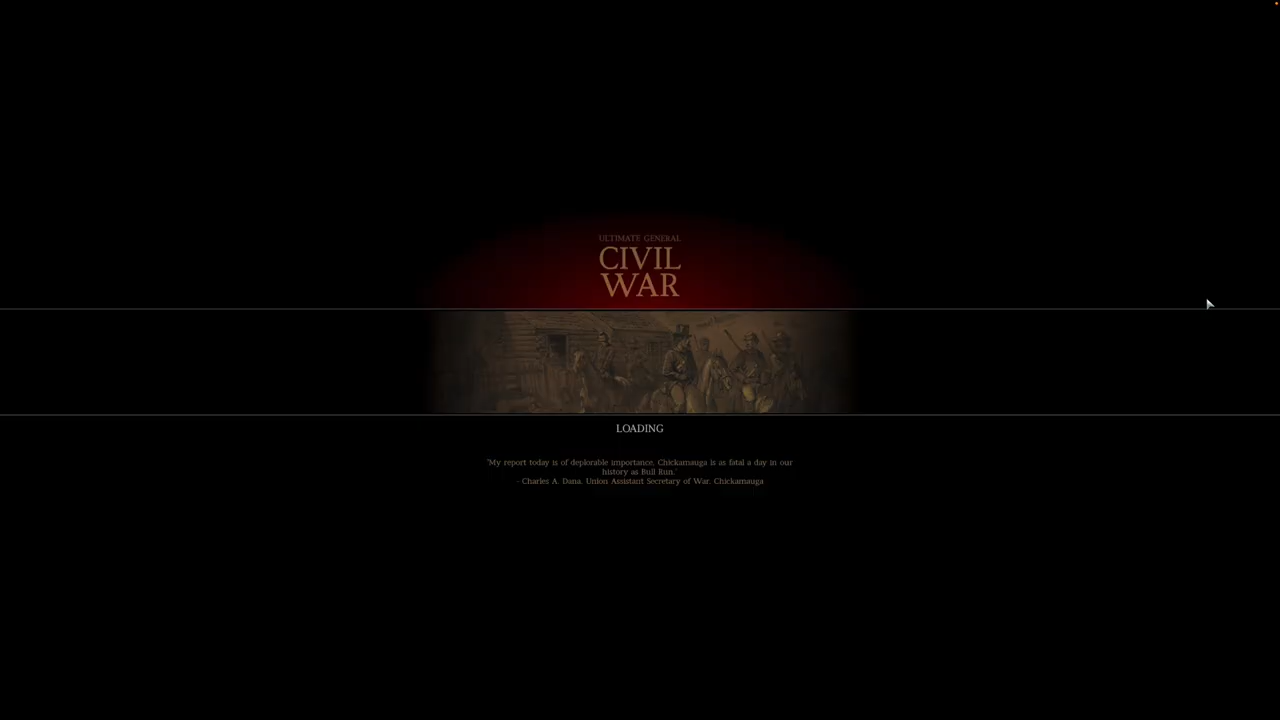 ULTIMATE GENERAL
CIVIL
WAR
LOADING
"My report today is of deplorable importance, Chickamauga is as fatal a day in our
history as Bull Run."
- Charles A. Dana, Union Assistant Secretary of War, Chickamauga